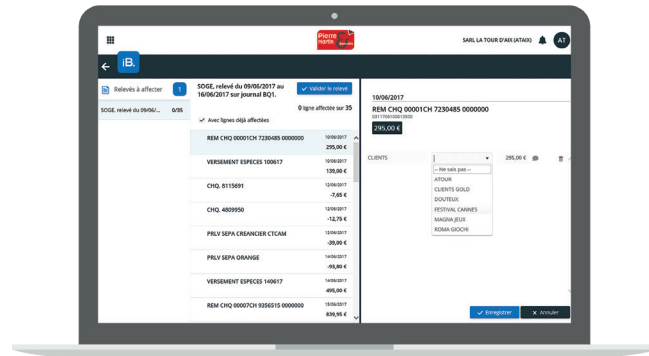 Pierre
martin
SARL LA TOUR D'AIX (ATAIX)
AT
iB.
Relevés à affecter
1
SOGE, relevé du 09/06/... 0/35
SOGE, relevé du 09/06/2017 au
16/06/2017 sur journal BQ1.
Valider le relevé
0 ligne affectée sur 35
Avec lignes déjà affectées
REM CHQ 00001CH 7230485 0000000 10/06/2017
295,00 €
VERSEMENT ESPECES 100617 10/06/2017
139,00 €
CHQ. 8115691 12/06/2017
-7,65 €
CHQ. 4809950 12/06/2017
-12,75 €
PRLV SEPA CREANCIER CTCAM 12/06/2017
-39,00 €
PRLV SEPA ORANGE 14/06/2017
-93,80 €
VERSEMENT ESPECES 140617 14/06/2017
495,00 €
REM CHQ 00007CH 9356515 0000000 15/06/2017
839,95 €
10/06/2017
REM CHQ 00001CH 7230485 0000000
295,00 €
CLIENTS
295,00 €
-- Ne sais pas --
ATOUR
CLIENTS GOLD
DOUTEUX
FESTIVAL CANNES
MAGNA JEUX
ROMA GIOCHI
Enregistrer
Annuler